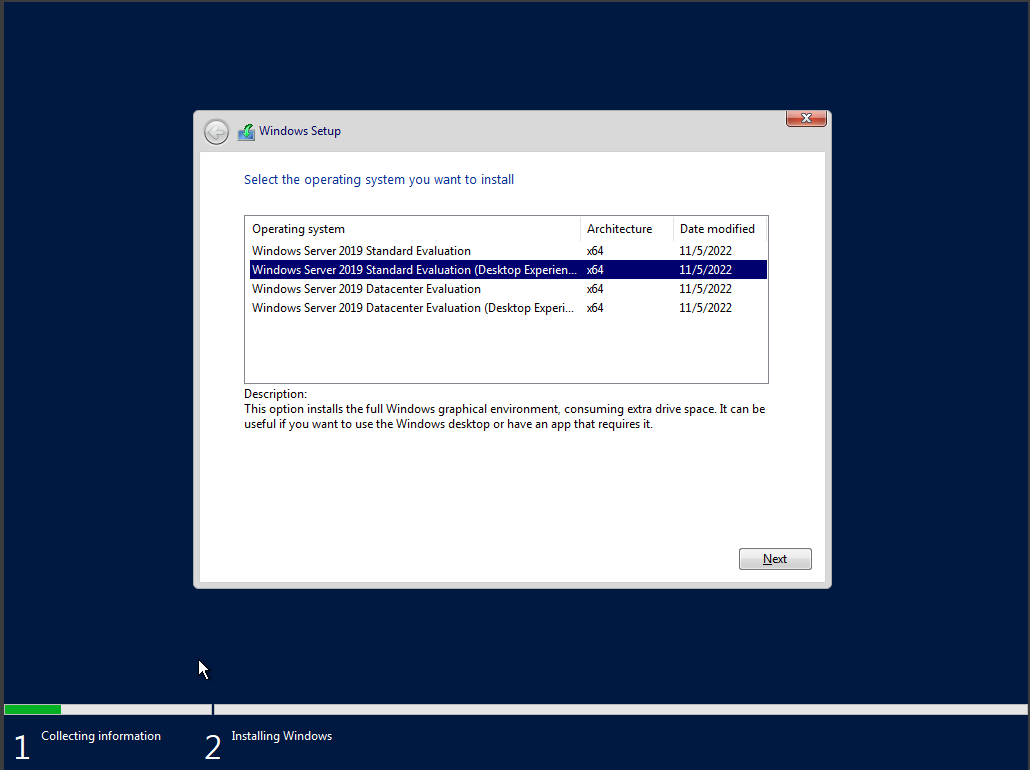 Windows Setup
Select the operating system you want to install
Operating system Architecture Date modified
Windows Server 2019 Standard Evaluation x64 11/5/2022
Windows Server 2019 Standard Evaluation (Desktop Experien... x64 11/5/2022
Windows Server 2019 Datacenter Evaluation x64 11/5/2022
Windows Server 2019 Datacenter Evaluation (Desktop Experi... x64 11/5/2022
Description:
This option installs the full Windows graphical environment, consuming extra drive space. It can be
useful if you want to use the Windows desktop or have an app that requires it.
Next
1 Collecting information 2 Installing Windows